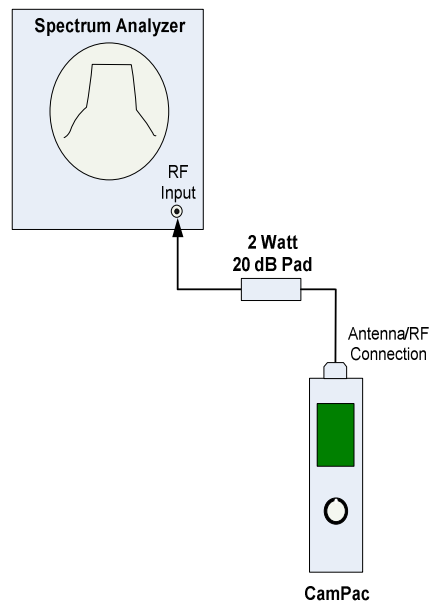 Spectrum Analyzer
RF
Input
2 Watt
20 dB Pad
Antenna/RF
Connection
CamPac